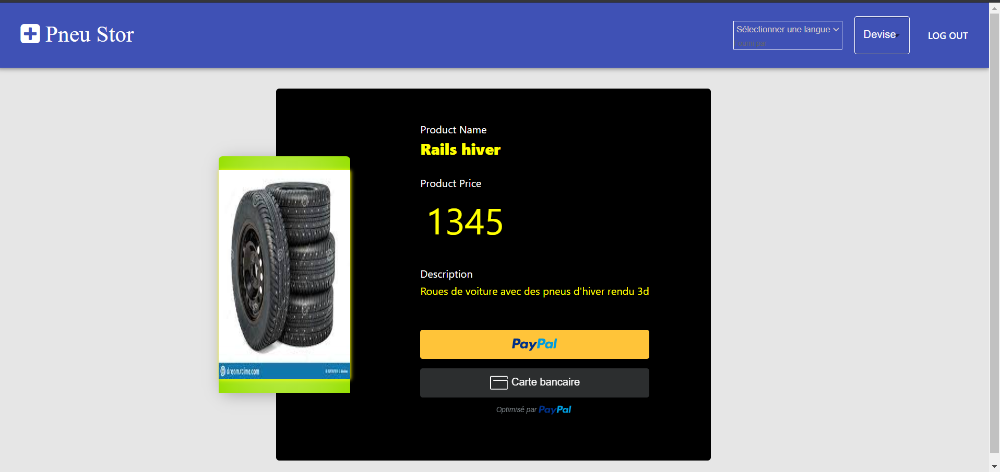 Pneu Stor
Sélectionner une langue
Fourni par
Devise
LOG OUT
Product Name
Rails hiver
Product Price
1345
Description
Roues de voiture avec des pneus d'hiver rendu 3d
dreamstime.com
PayPal
Carte bancaire
Optimisé par PayPal